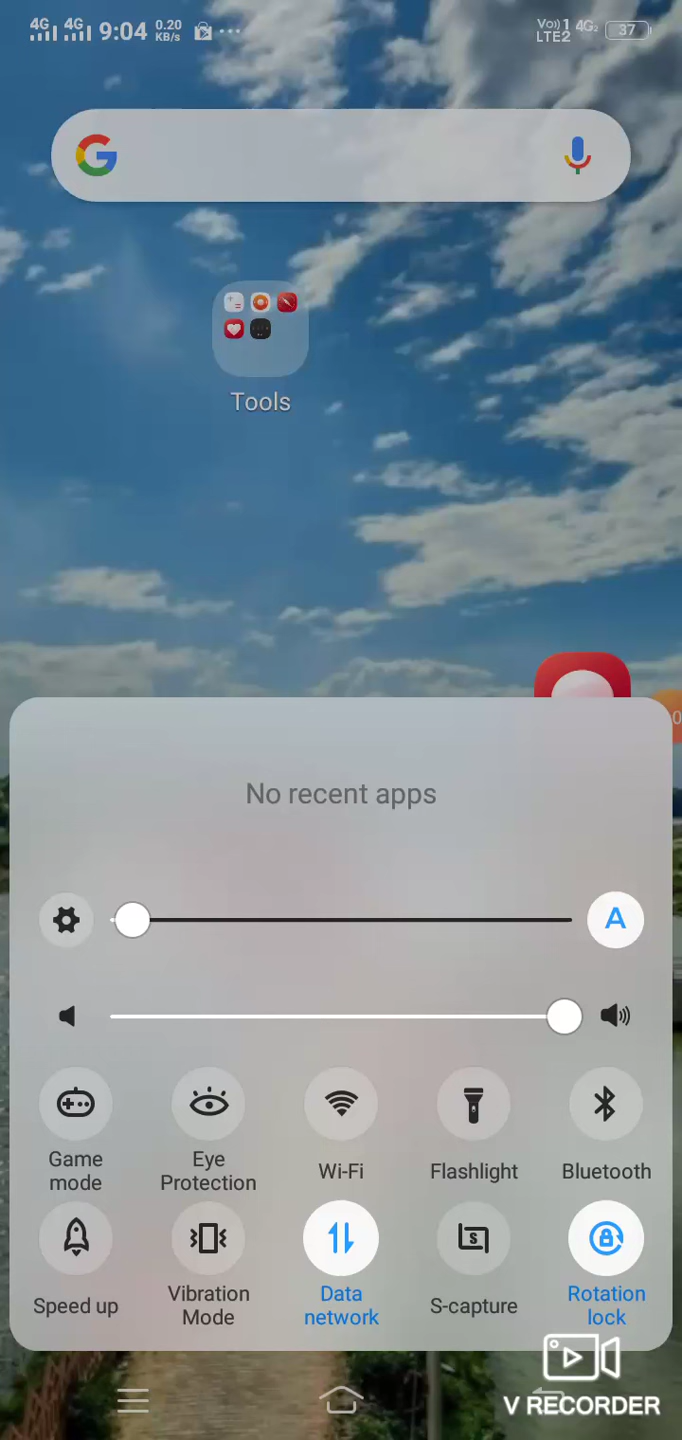 4G 4G 9:04 0.20 KB/s
Vo)) 1 LTE2 4G2 37
Tools
0
No recent apps
A
Game mode
Eye Protection
Wi-Fi
Flashlight
Bluetooth
Speed up
Vibration Mode
Data network
S
S-capture
Rotation lock
V RECORDER